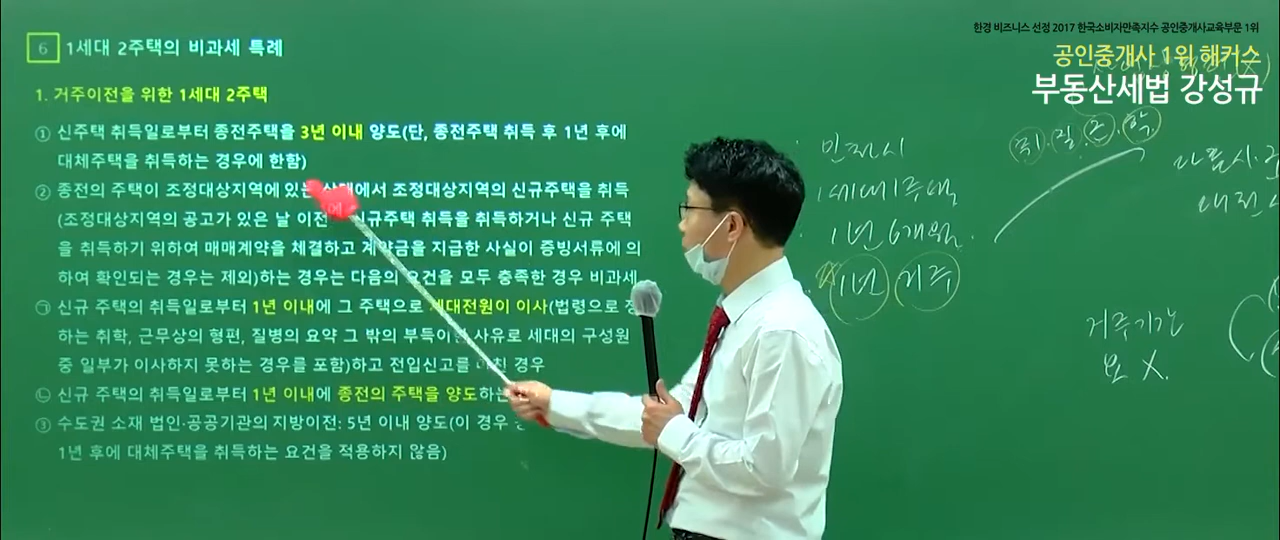 한경 비즈니스 선정 2017 한국소비자만족지수 공인중개사교육부문 1위
공인중개사 1위 해커스
부동산세법 강성규
6 1세대 2주택의 비과세 특례
1. 거주이전을 위한 1세대 2주택
① 신주택 취득일로부터 종전주택을 3년 이내 양도(단, 종전주택 취득 후 1년 후에
대체주택을 취득하는 경우에 한함)
② 종전의 주택이 조정대상지역에 있는 상태에서 조정대상지역의 신규주택을 취득
(조정대상지역의 공고가 있은 날 이전에 신규주택 취득을 취득하거나 신규 주택
을 취득하기 위하여 매매계약을 체결하고 계약금을 지급한 사실이 증빙서류에 의
하여 확인되는 경우는 제외)하는 경우는 다음의 요건을 모두 충족한 경우 비과세
㉠ 신규 주택의 취득일로부터 1년 이내에 그 주택으로 세대전원이 이사(법령으로 정
하는 취학, 근무상의 형편, 질병의 요양 그 밖의 부득이한 사유로 세대의 구성원
중 일부가 이사하지 못하는 경우를 포함)하고 전입신고를 마친 경우
㉡ 신규 주택의 취득일로부터 1년 이내에 종전의 주택을 양도하는
③ 수도권 소재 법인·공공기관의 지방이전: 5년 이내 양도(이 경우
1년 후에 대체주택을 취득하는 요건을 적용하지 않음)
1세대1주택
1년 6개월
1년 거주
거주기간
요 X.